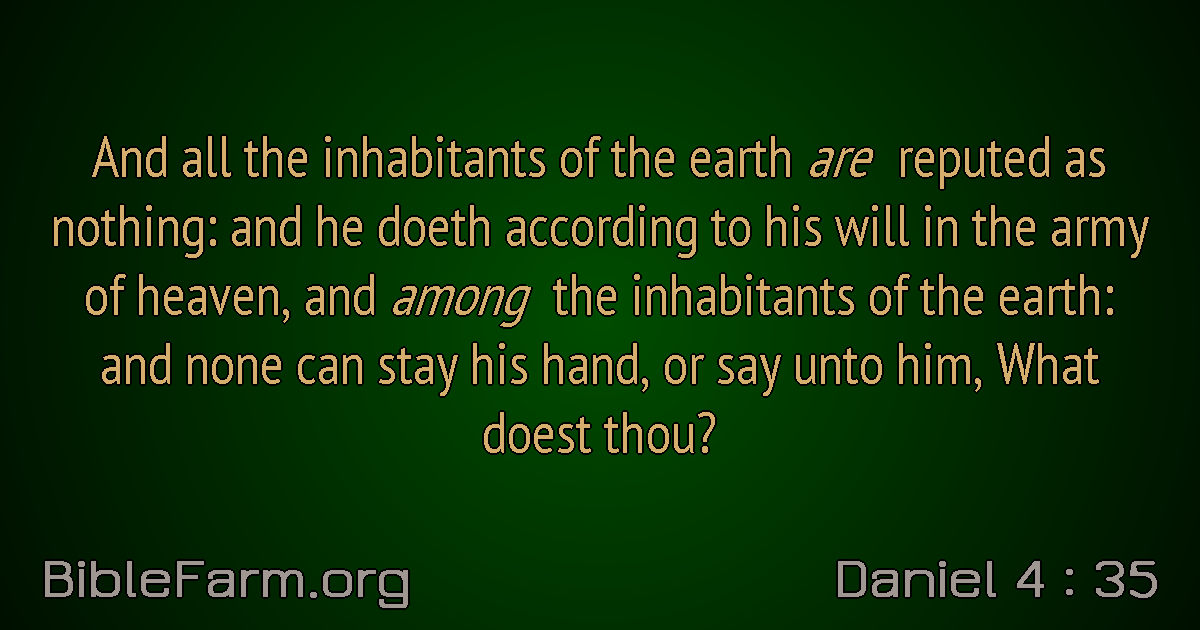 And all the inhabitants of the earth are reputed as
nothing: and he doeth according to his will in the army
of heaven, and among the inhabitants of the earth:
and none can stay his hand, or say unto him, What
doest thou?
BibleFarm.org
Daniel 4 : 35